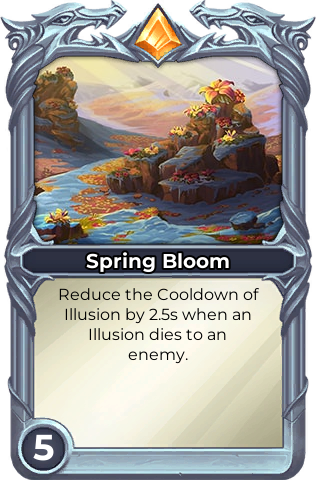 Spring Bloom
Reduce the Cooldown of
Illusion by 2.5s when an
Illusion dies to an
enemy.
5